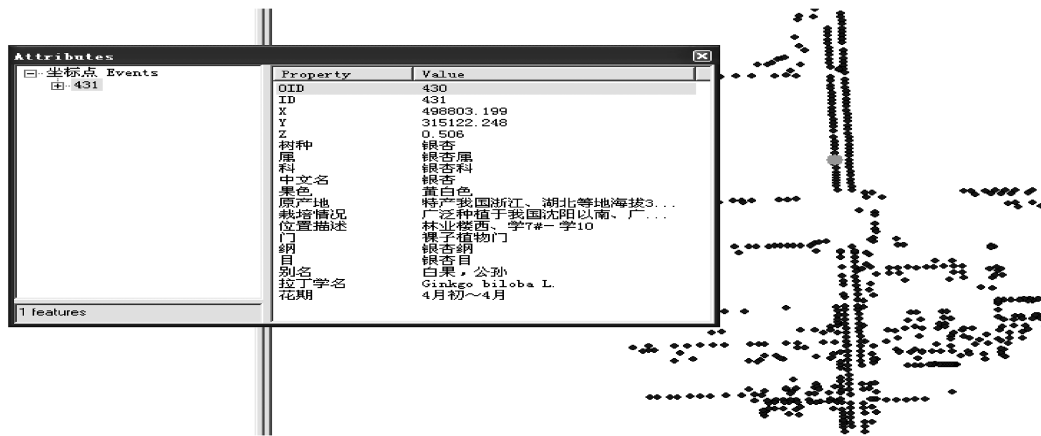 Attributes
坐标点 Events
431
Property Value
OID 430
ID 431
X 498803.199
Y 315122.248
Z 0.506
树种 银杏
属 银杏属
科 银杏科
中文名 银杏
果色 黄白色
原产地 特产我国浙江、湖北等地海拔3...
栽培情况 广泛种植于我国沈阳以南、广...
位置描述 林业楼西、学7#-学10
门 裸子植物门
纲 银杏纲
目 银杏目
别名 白果，公孙
拉丁学名 Ginkgo biloba L.
花期 4月初～4月
1 features